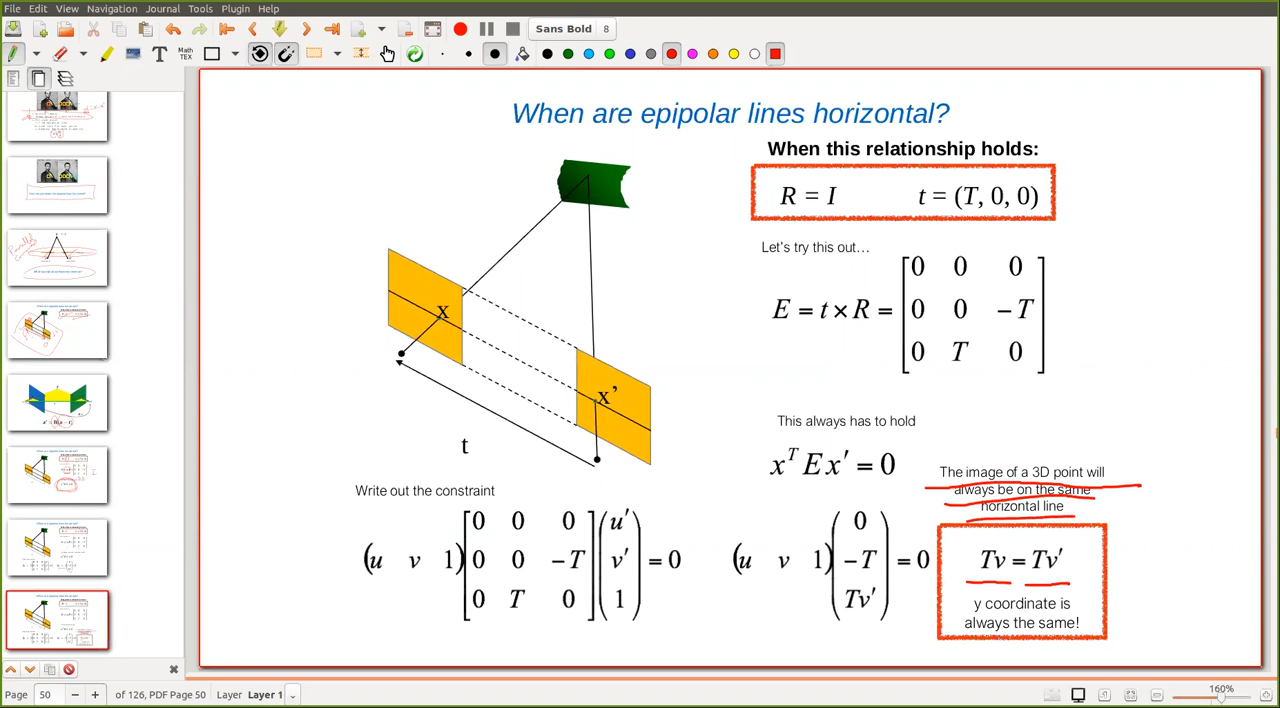 File Edit View Navigation Journal Tools Plugin Help
Sans Bold 8
Math TEX
When are epipolar lines horizontal?
When this relationship holds:
R = I t = (T, 0, 0)
Let's try this out…
E = t × R = [0 0 0
0 0 −T
0 T 0]
x
x’
t
This always has to hold
x^T E x′ = 0
The image of a 3D point will
always be on the same
horizontal line
Write out the constraint
(u v 1) [0 0 0
0 0 −T
0 T 0] (u′
v′
1) = 0
(u v 1) (0
−T
Tv′) = 0
Tv = Tv′
y coordinate is
always the same!
Page 50 of 126, PDF Page 50 Layer Layer 1
160%